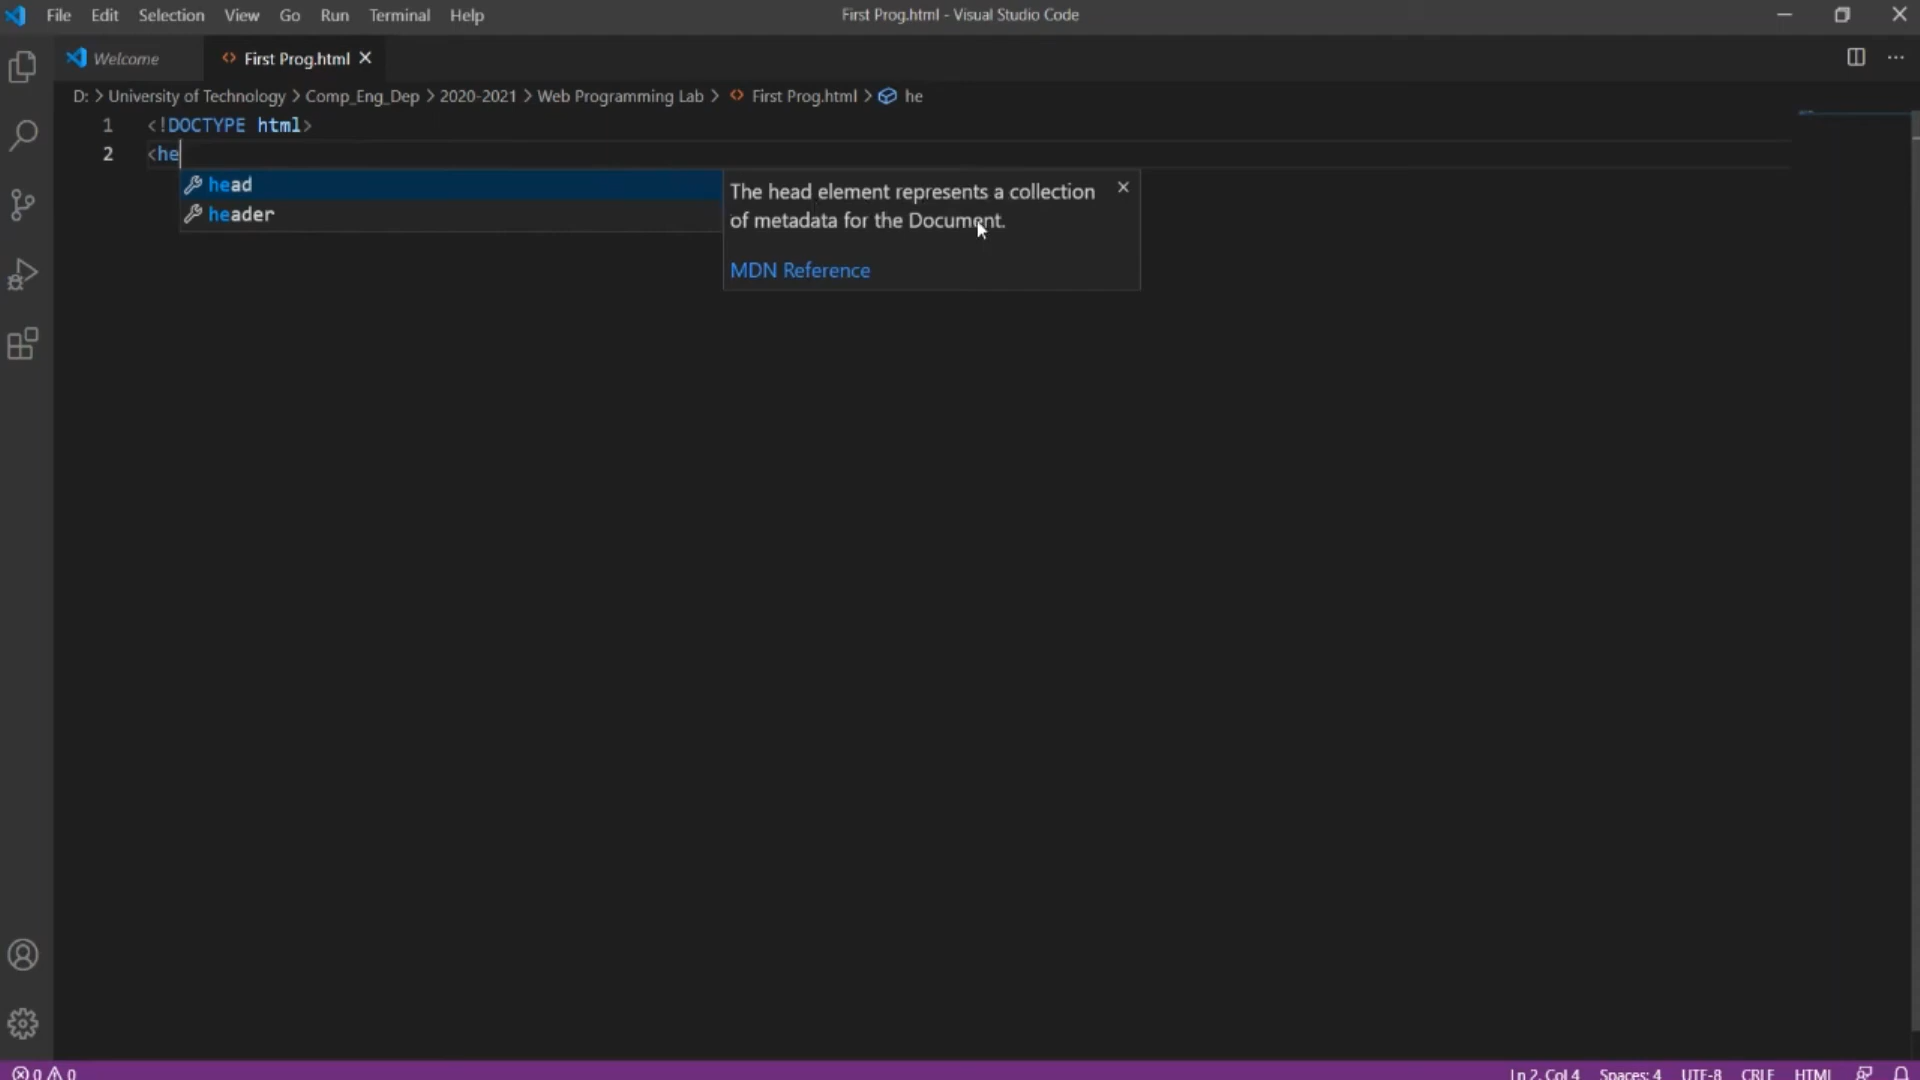 File Edit Selection View Go Run Terminal Help First Prog.html - Visual Studio Code
Welcome First Prog.html
D: > University of Technology > Comp_Eng_Dep > 2020-2021 > Web Programming Lab > First Prog.html > he
1 <!DOCTYPE html>
2 <he
head
header
The head element represents a collection
of metadata for the Document.
MDN Reference
0 0 Ln 2, Col 4 Spaces: 4 UTF-8 CRLF HTML